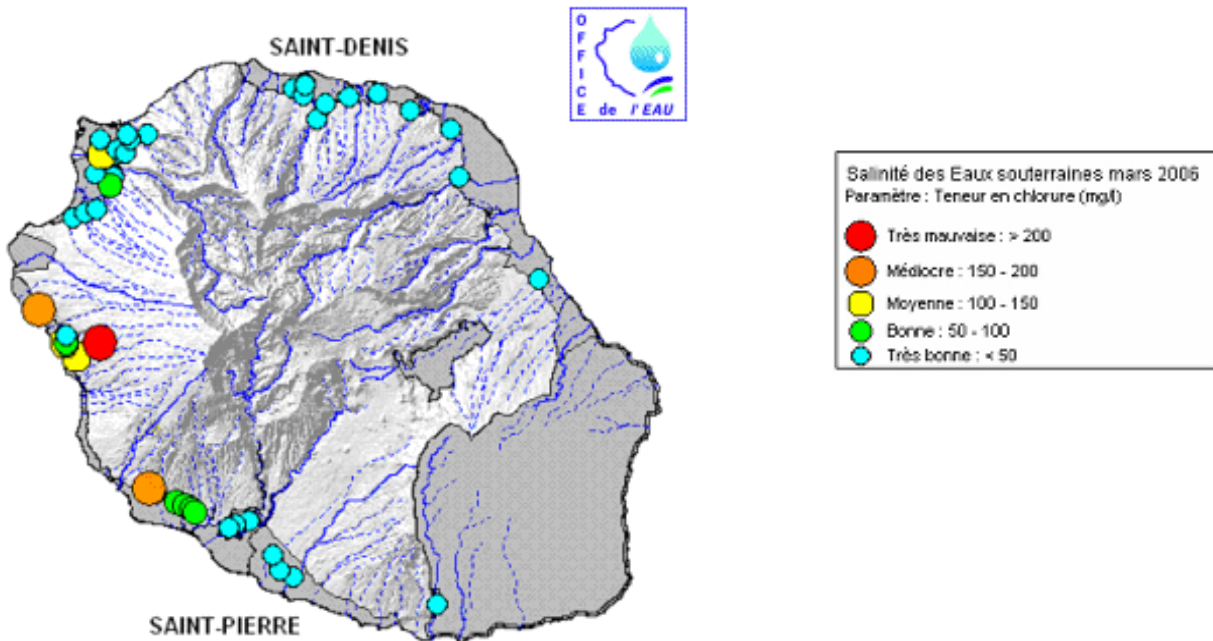 SAINT-DENIS
OFFICE
de l'EAU
Salinité des Eaux souterraines mars 2006
Paramètre : Teneur en chlorure (mg/l)
Très mauvaise : > 200
Médiocre : 150 - 200
Moyenne : 100 - 150
Bonne : 50 - 100
Très bonne : < 50
SAINT-PIERRE